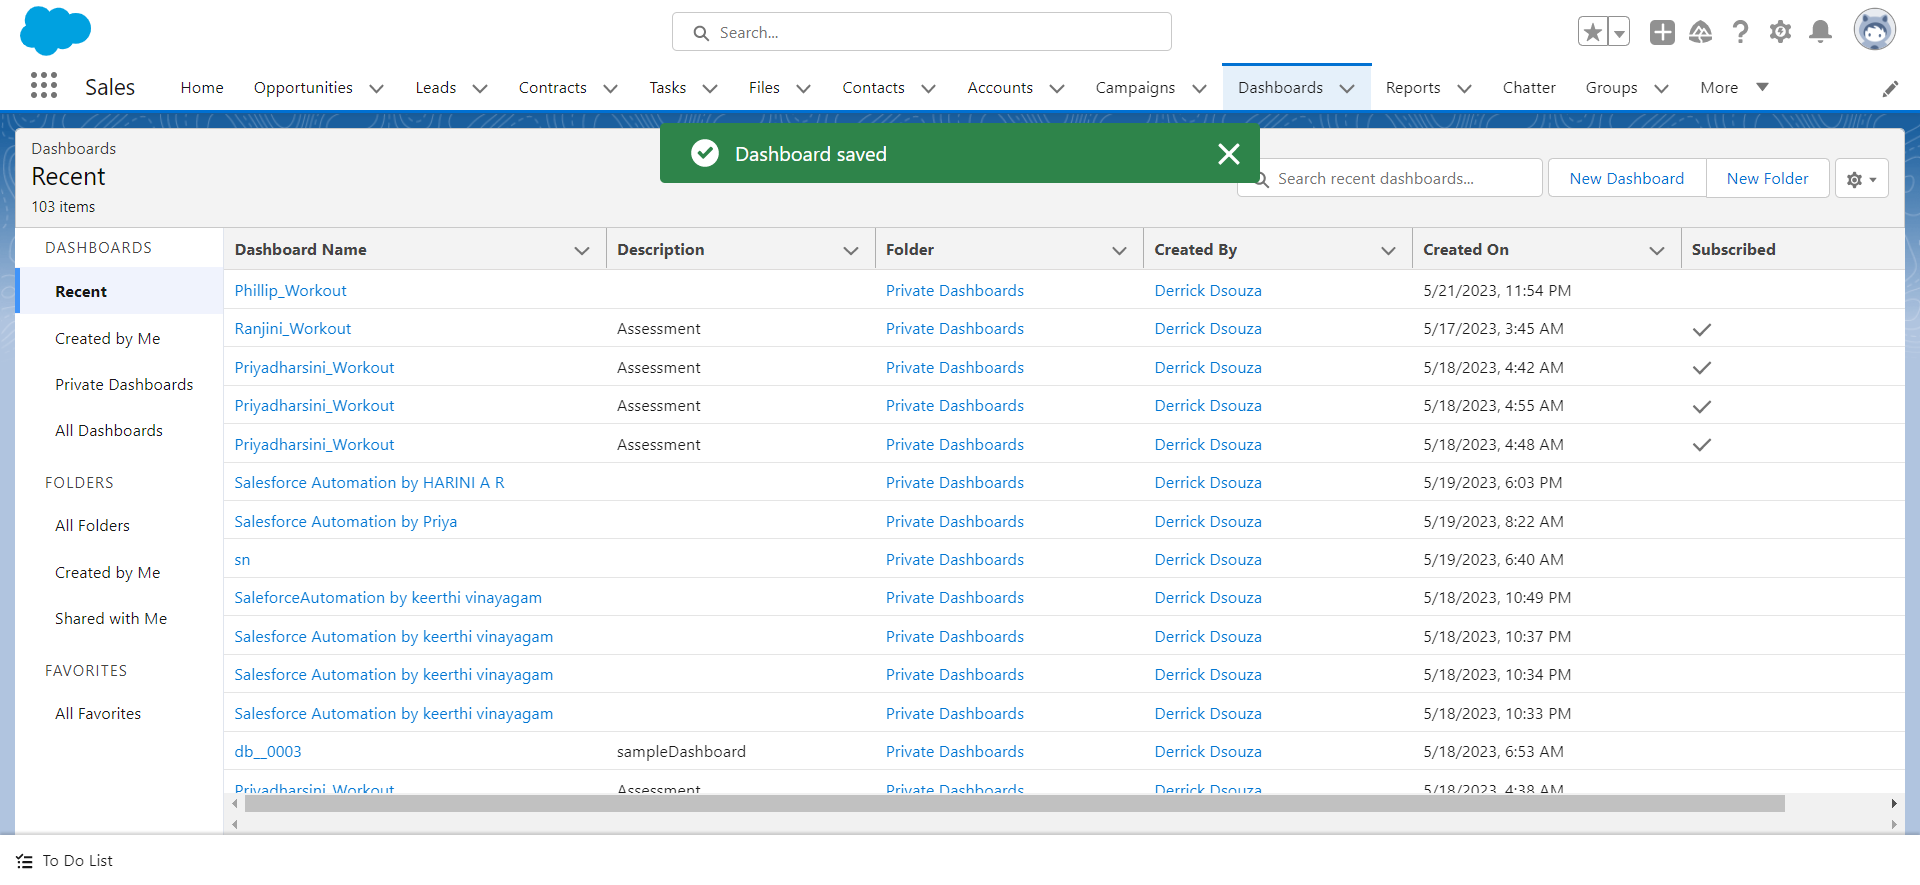 Search...
Sales
Home
Opportunities
Leads
Contracts
Tasks
Files
Contacts
Accounts
Campaigns
Dashboards
Reports
Chatter
Groups
More
Dashboard saved
Dashboards
Recent
103 items
Search recent dashboards...
New Dashboard
New Folder
DASHBOARDS
Recent
Created by Me
Private Dashboards
All Dashboards
FOLDERS
All Folders
Created by Me
Shared with Me
FAVORITES
All Favorites
Dashboard Name Description Folder Created By Created On Subscribed
Phillip_Workout Private Dashboards Derrick Dsouza 5/21/2023, 11:54 PM
Ranjini_Workout Assessment Private Dashboards Derrick Dsouza 5/17/2023, 3:45 AM
Priyadharsini_Workout Assessment Private Dashboards Derrick Dsouza 5/18/2023, 4:42 AM
Priyadharsini_Workout Assessment Private Dashboards Derrick Dsouza 5/18/2023, 4:55 AM
Priyadharsini_Workout Assessment Private Dashboards Derrick Dsouza 5/18/2023, 4:48 AM
Salesforce Automation by HARINI A R Private Dashboards Derrick Dsouza 5/19/2023, 6:03 PM
Salesforce Automation by Priya Private Dashboards Derrick Dsouza 5/19/2023, 8:22 AM
sn Private Dashboards Derrick Dsouza 5/19/2023, 6:40 AM
SaleforceAutomation by keerthi vinayagam Private Dashboards Derrick Dsouza 5/18/2023, 10:49 PM
Salesforce Automation by keerthi vinayagam Private Dashboards Derrick Dsouza 5/18/2023, 10:37 PM
Salesforce Automation by keerthi vinayagam Private Dashboards Derrick Dsouza 5/18/2023, 10:34 PM
Salesforce Automation by keerthi vinayagam Private Dashboards Derrick Dsouza 5/18/2023, 10:33 PM
db__0003 sampleDashboard Private Dashboards Derrick Dsouza 5/18/2023, 6:53 AM
Priyadharsini_Workout Assessment Private Dashboards Derrick Dsouza 5/18/2023, 4:38 AM
To Do List